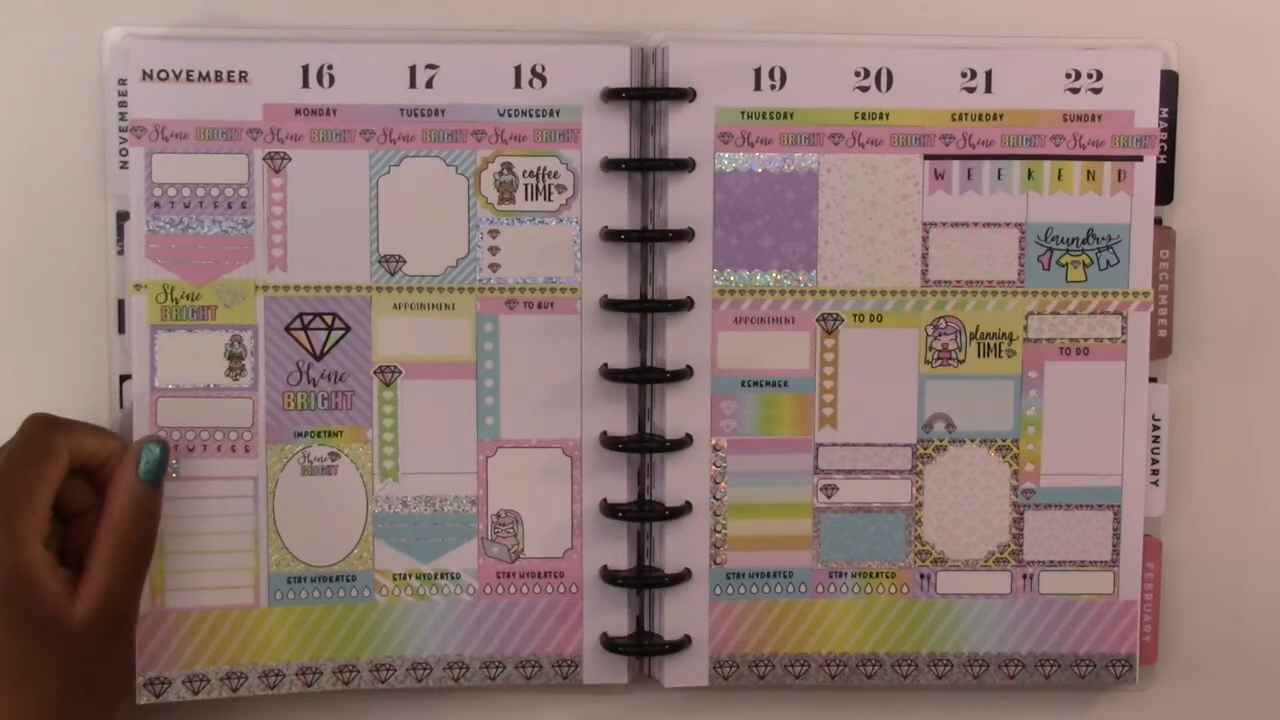 NOVEMBER 16 17 18 19 20 21 22
MONDAY TUESDAY WEDNESDAY THURSDAY FRIDAY SATURDAY SUNDAY
Shine BRIGHT Shine BRIGHT Shine BRIGHT Shine BRIGHT Shine BRIGHT Shine BRIGHT Shine BRIGHT Shine BRIGHT
NOVEMBER
M T W T F S S
coffee
TIME
WEEKEND
laundry
Shine
BRIGHT
Shine
BRIGHT
IMPORTANT
Shine
BRIGHT
APPOINTMENT
TO BUY
APPOINTMENT
REMEMBER
TO DO
planning
TIME
TO DO
M T W T F S S
STAY HYDRATED STAY HYDRATED STAY HYDRATED STAY HYDRATED STAY HYDRATED
MARCH
DECEMBER
JANUARY
FEBRUARY